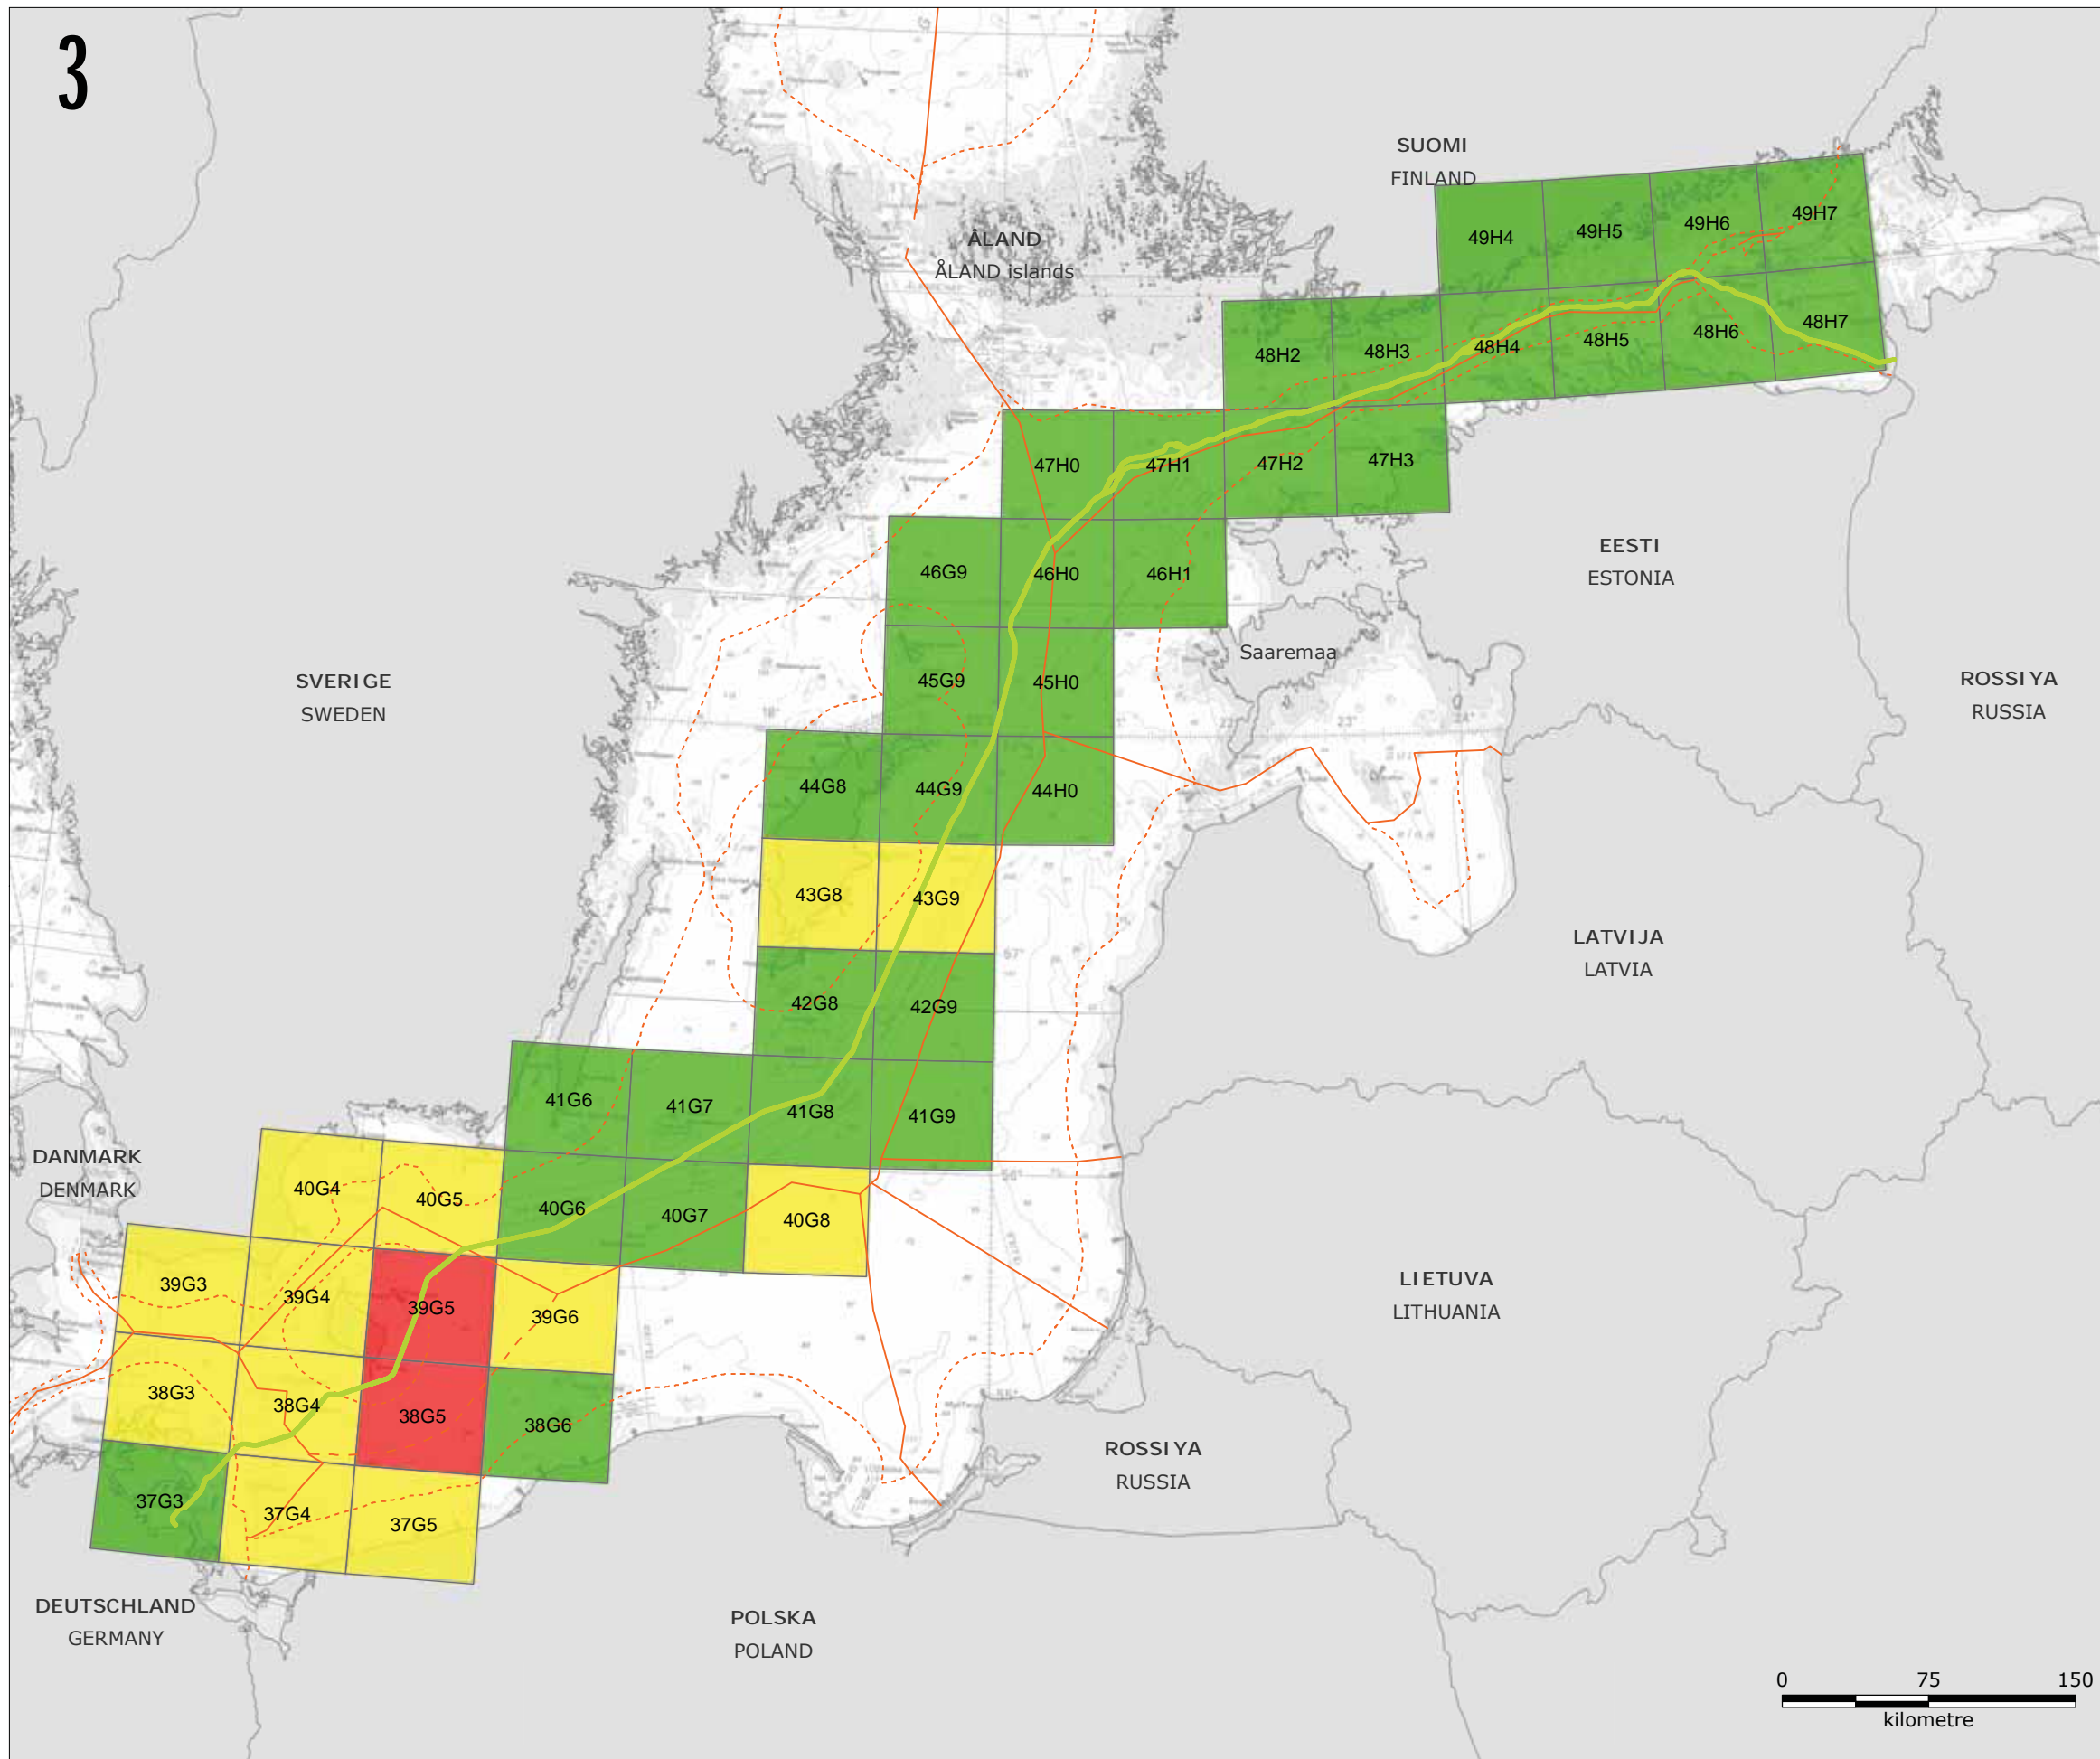 3
SUOMI
FINLAND
49H4
49H5
49H6
49H7
ÅLAND
ÅLAND islands
48H2
48H3
48H4
48H5
48H6
48H7
47H0
47H1
47H2
47H3
46G9
46H0
46H1
EESTI
ESTONIA
Saaremaa
SVERIGE
SWEDEN
45G9
45H0
ROSSIYA
RUSSIA
44G8
44G9
44H0
43G8
43G9
LATVIJA
LATVIA
42G8
42G9
41G6
41G7
41G8
41G9
DANMARK
DENMARK
40G4
40G5
40G6
40G7
40G8
39G3
39G4
39G5
39G6
LIETUVA
LITHUANIA
38G3
38G4
38G5
38G6
ROSSIYA
RUSSIA
37G3
37G4
37G5
DEUTSCHLAND
GERMANY
POLSKA
POLAND
0 75 150
kilometre